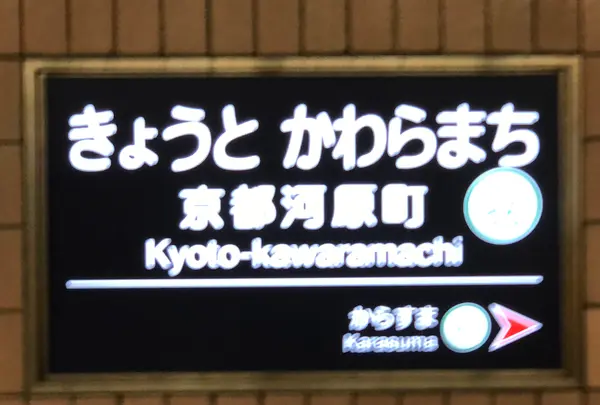 きょうと かわらまち
京都河原町
Kyoto-kawaramachi
からすま
Karasuma